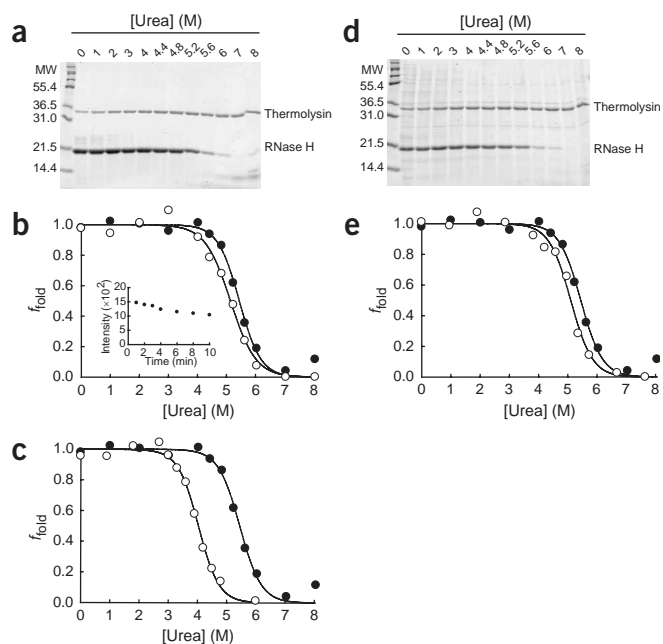 a
[Urea] (M)
0 1 2 3 4 4.4 4.8 5.2 5.6 6 7 8
MW
55.4
36.5
31.0
21.5
14.4
Thermolysin
RNase H
d
[Urea] (M)
0 1 2 3 4 4.4 4.8 5.2 5.6 6 7 8
MW
55.4
36.5
31.0
21.5
14.4
Thermolysin
RNase H
b
1.0
0.8
0.6
0.4
0.2
0.0
f fold
0 1 2 3 4 5 6 7 8
[Urea] (M)
Intensity (×10²)
20
15
10
5
0
2 4 6 8 10
Time (min)
e
1.0
0.8
0.6
0.4
0.2
0.0
f fold
0 1 2 3 4 5 6 7 8
[Urea] (M)
c
1.0
0.8
0.6
0.4
0.2
0.0
f fold
0 1 2 3 4 5 6 7 8
[Urea] (M)